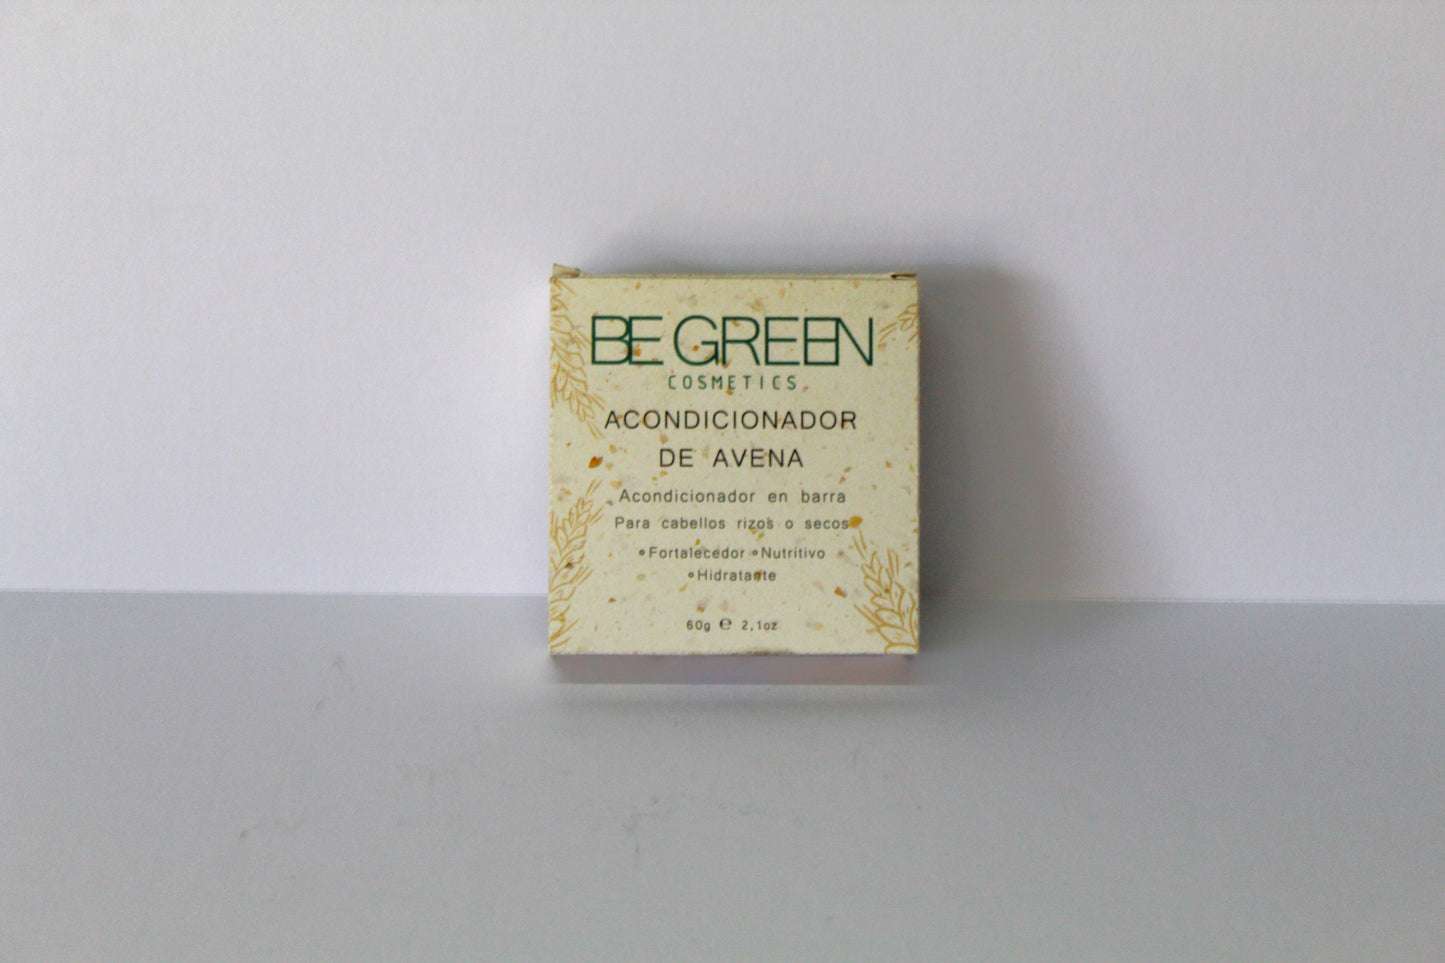 BE GREEN
COSMETICS
ACONDICIONADOR
DE AVENA
Acondicionador en barra
Para cabellos rizos o secos
°Fortalecedor °Nutritivo
°Hidratante
60g ℮ 2,1oz